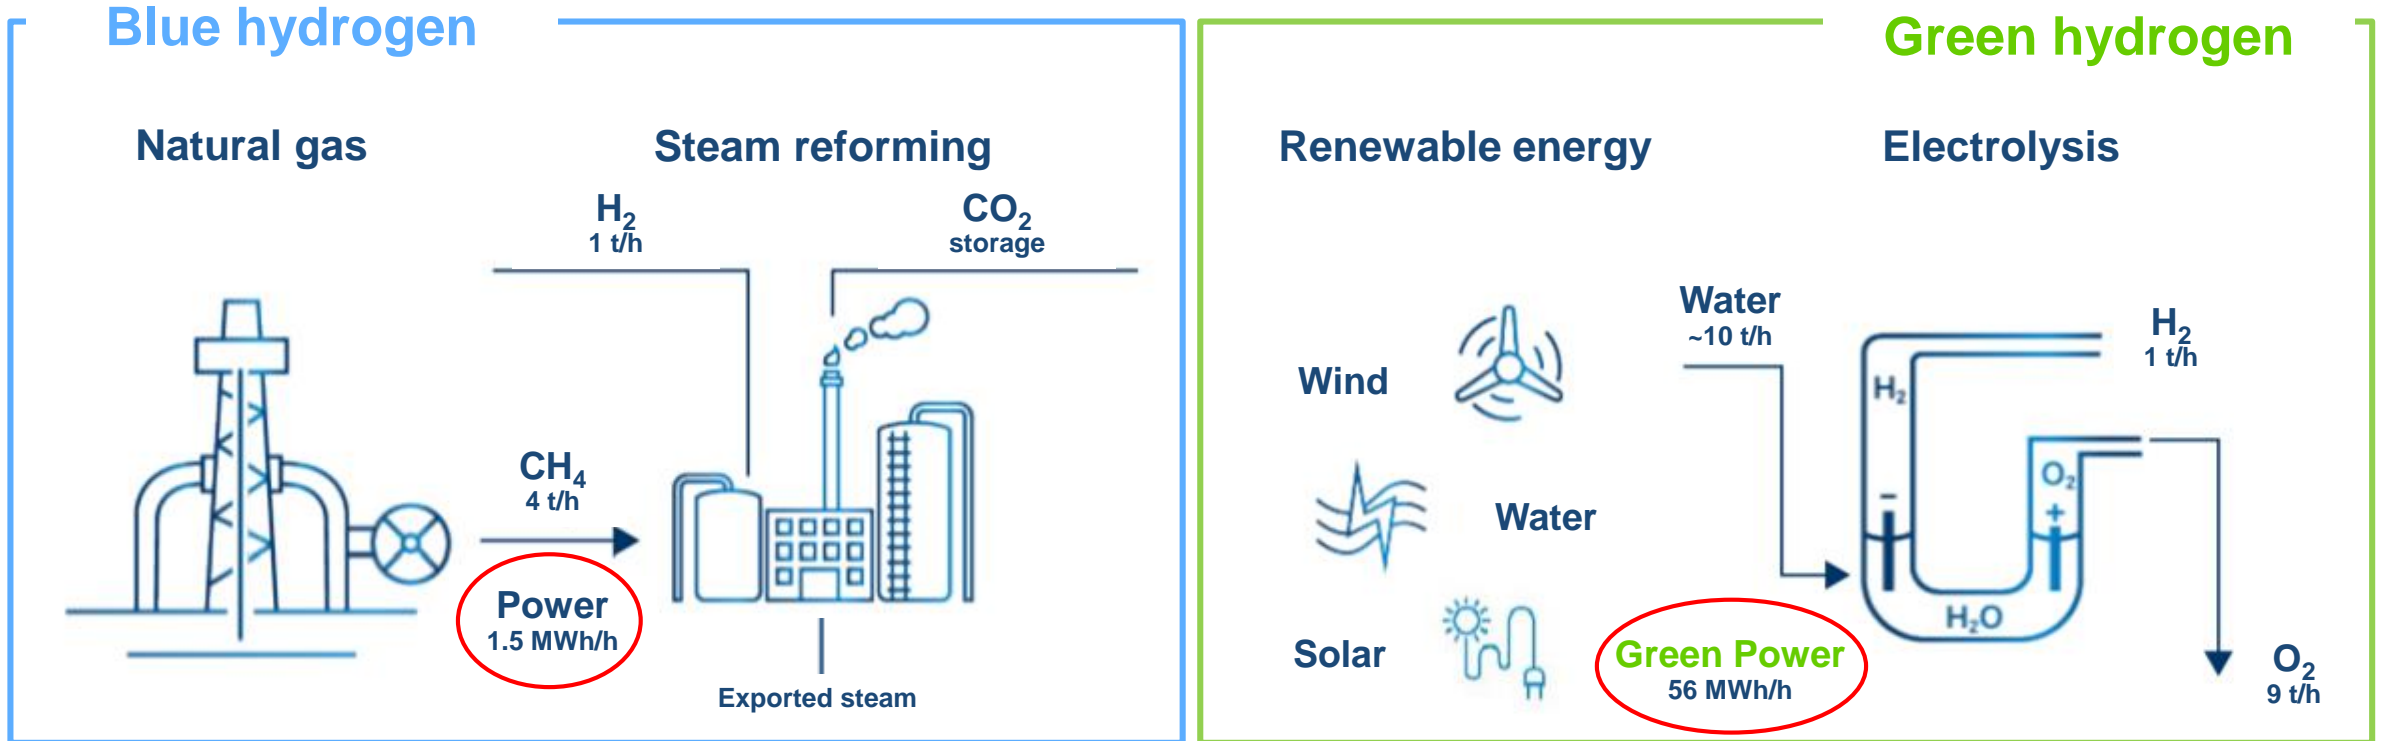 Blue hydrogen
Natural gas
Steam reforming
H₂
1 t/h
CO₂
storage
CH₄
4 t/h
Power
1.5 MWh/h
Exported steam
Green hydrogen
Renewable energy
Electrolysis
Wind
Water
Solar
Water
~10 t/h
Green Power
56 MWh/h
H₂
O₂
−
+
H₂O
H₂
1 t/h
O₂
9 t/h